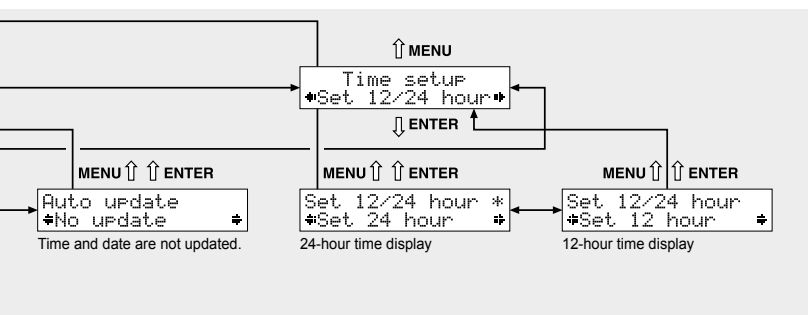 MENU
Time setup
Set 12/24 hour
ENTER
MENU ENTER
Auto update
No update
Time and date are not updated.
MENU ENTER
Set 12/24 hour *
Set 24 hour
24-hour time display
MENU ENTER
Set 12/24 hour
Set 12 hour
12-hour time display